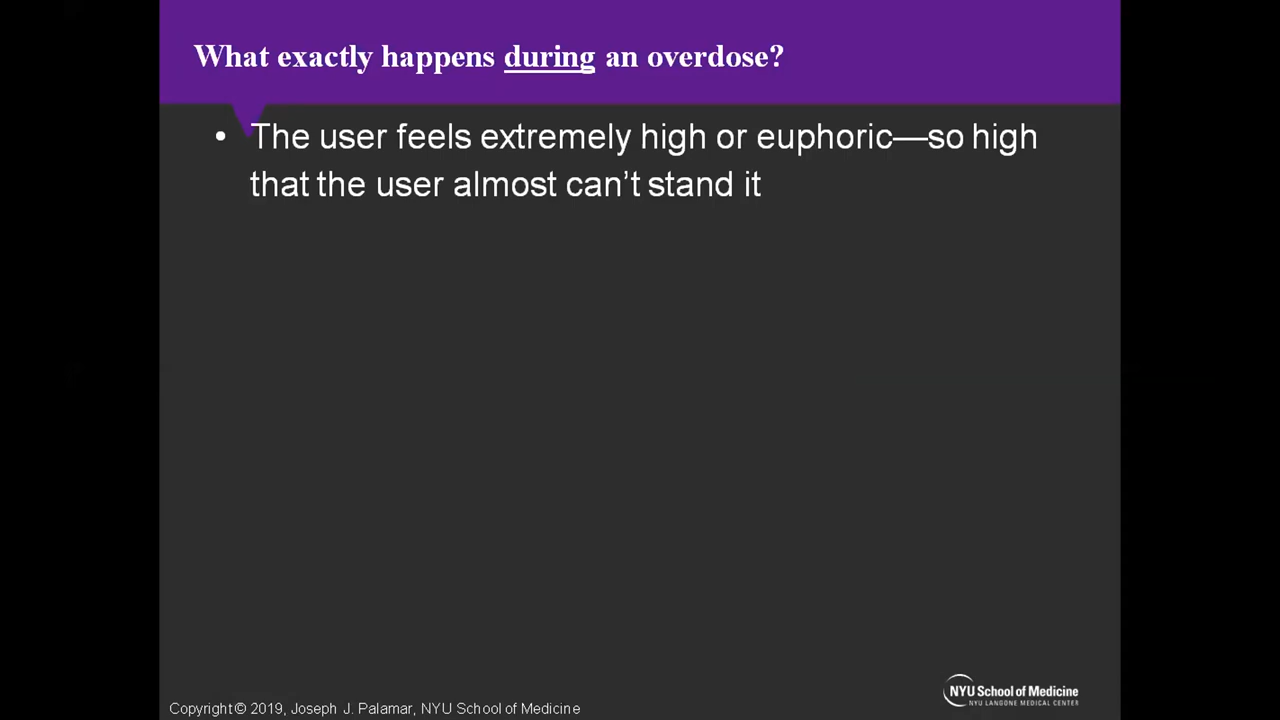 What exactly happens during an overdose?
• The user feels extremely high or euphoric—so high
that the user almost can’t stand it
NYU School of Medicine
NYU LANGONE MEDICAL CENTER
Copyright © 2019, Joseph J. Palamar, NYU School of Medicine